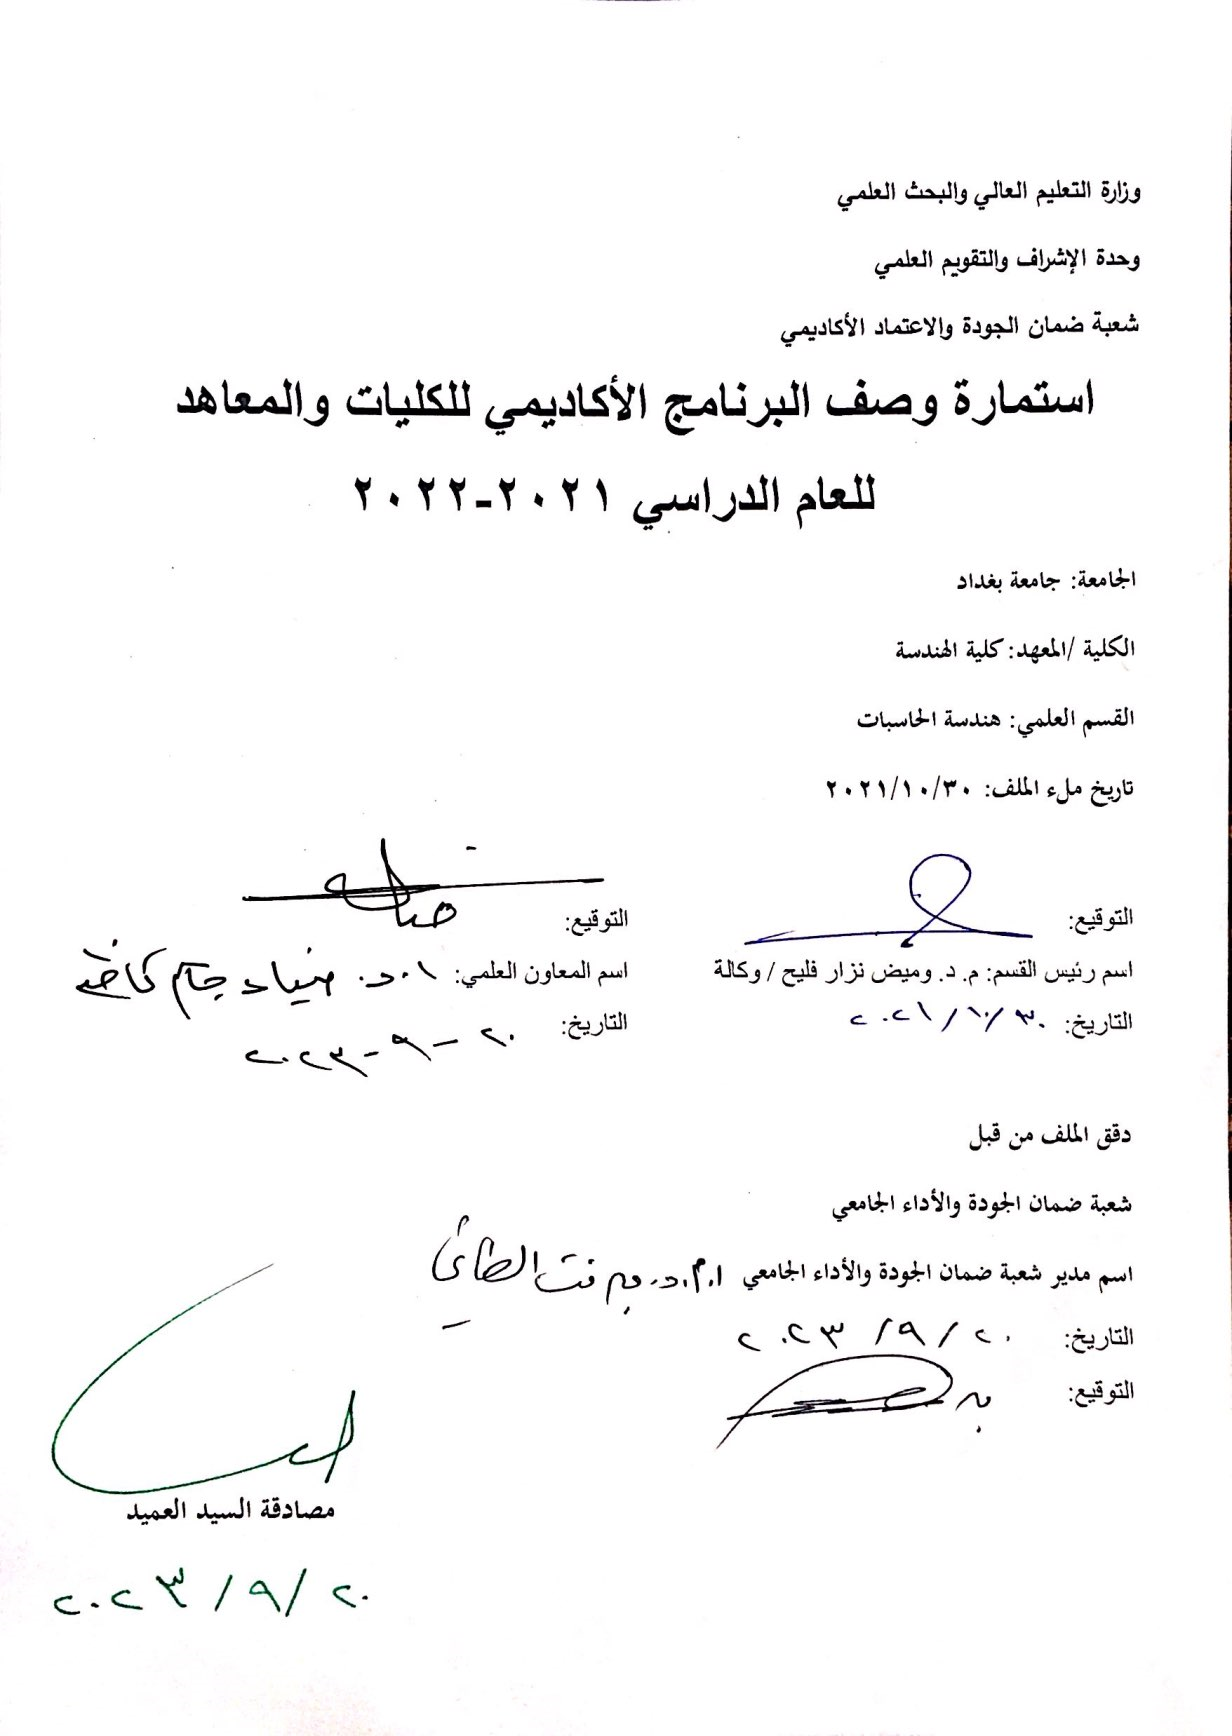 وزارة التعليم العالي والبحث العلمي
وحدة الإشراف والتقويم العلمي
شعبة ضمان الجودة والاعتماد الأكاديمي
استمارة وصف البرنامج الأكاديمي للكليات والمعاهد
للعام الدراسي ٢٠٢١-٢٠٢٢
الجامعة: جامعة بغداد
الكلية /المعهد: كلية الهندسة
القسم العلمي: هندسة الحاسبات
تاريخ ملء الملف: ٢٠٢١/١٠/٣٠
التوقيع:
اسم رئيس القسم: م. د. وميض نزار فليح / وكالة
التاريخ: ٢٠٢١/١٠/٣٠
التوقيع:
اسم المعاون العلمي: ا.د. ضياء جاسم كاظم
التاريخ: ٢٠ - ٩ - ٢٠٢٣
دقق الملف من قبل
شعبة ضمان الجودة والأداء الجامعي
اسم مدير شعبة ضمان الجودة والأداء الجامعي ا.م.د. ميرفت الطائي
التاريخ: ٢٠٢٣/٩/٢٠
التوقيع:
مصادقة السيد العميد
٢٠٢٣/٩/٢٠